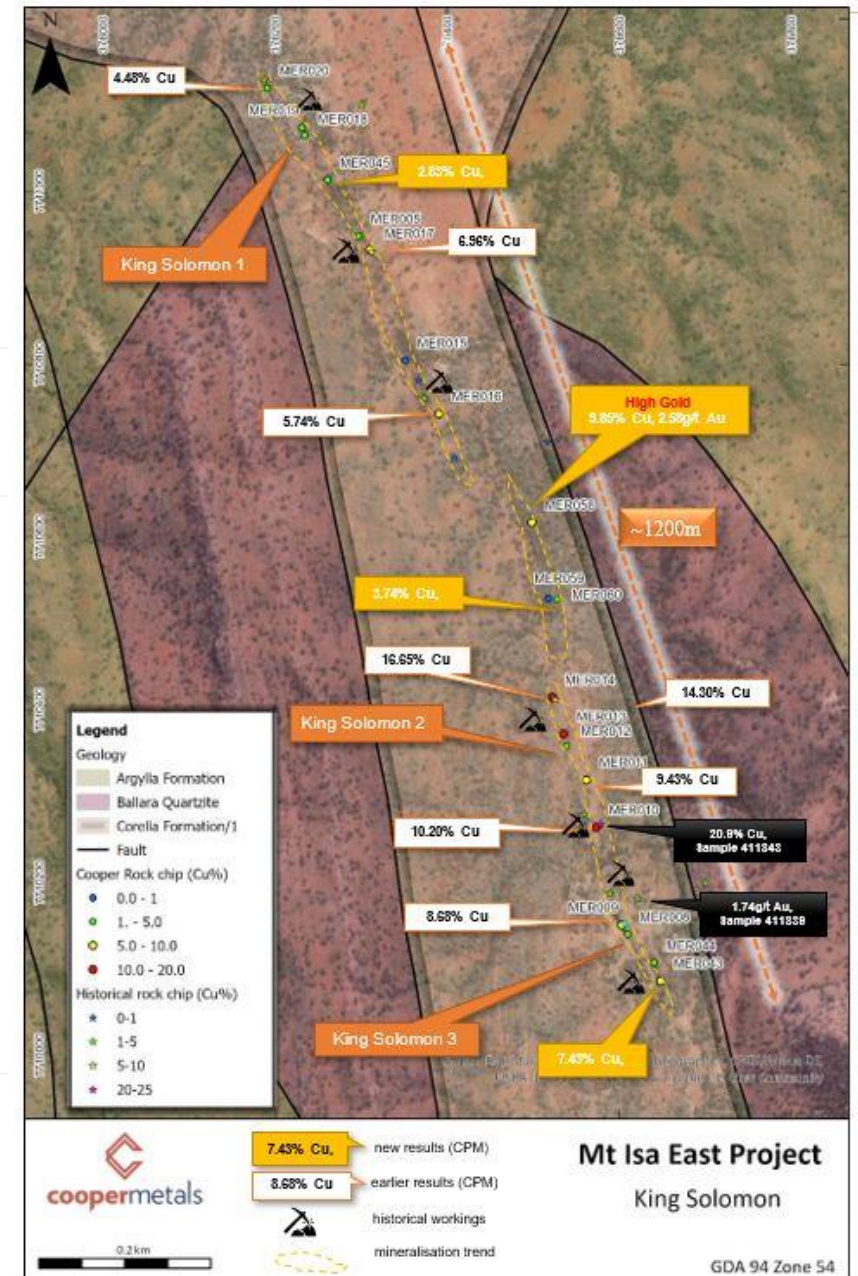 N
MER020
4.48% Cu
MER019
MER018
MER045
2.83% Cu,
MER005
MER017
6.96% Cu
King Solomon 1
MER015
MER016
5.74% Cu
High Gold
9.85% Cu, 2.58g/t Au
MER058
~1200m
MER059
MER060
3.74% Cu,
16.65% Cu
MER014
14.30% Cu
King Solomon 2
MER013
MER012
MER011
9.43% Cu
MER010
10.20% Cu
20.9% Cu,
Sample 411343
1.74g/t Au,
Sample 411339
8.68% Cu
MER009
MER044
MER043
King Solomon 3
7.43% Cu,
Legend
Geology
Argylla Formation
Ballara Quartzite
Corella Formation/1
Fault
Cooper Rock chip (Cu%)
0.0 - 1
1. - 5.0
5.0 - 10.0
10.0 - 20.0
Historical rock chip (Cu%)
0-1
1-5
5-10
20-25
coopermetals
0.2 km
7.43% Cu,
new results (CPM)
8.68% Cu
earlier results (CPM)
historical workings
mineralisation trend
Mt Isa East Project
King Solomon
GDA 94 Zone 54